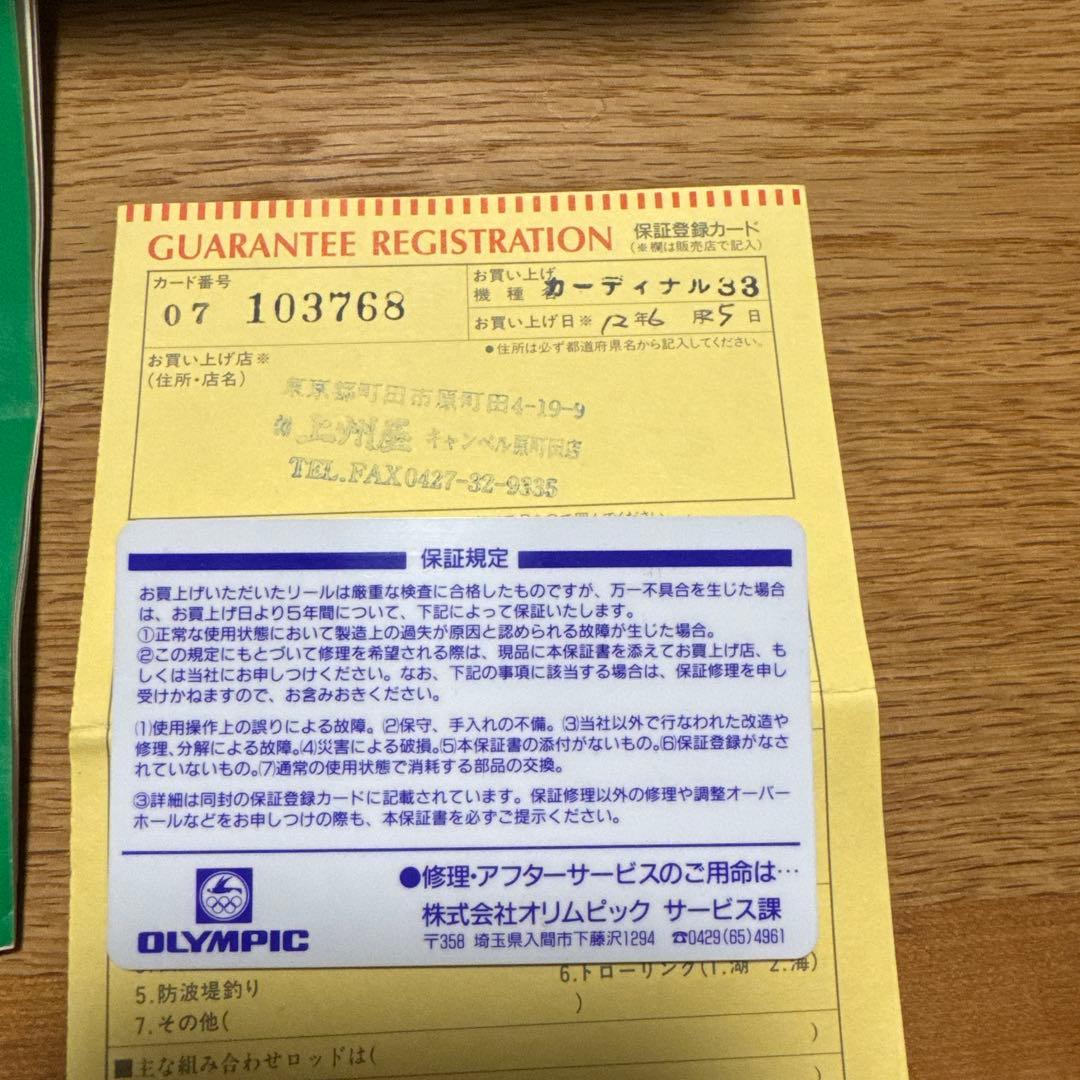 GUARANTEE REGISTRATION 保証登録カード
(※欄は販売店で記入)
カード番号
07 103768
お買い上げ
機種名 カーディナル33
お買い上げ日※ 12年6月25日
●住所は必ず都道府県名から記入してください。
お買い上げ店※
(住所・店名)
東京都町田市原町田4-19-9
上州屋 キャンベル原町田店
TEL.FAX0427-32-9335
保証規定
お買上げいただいたリールは厳重な検査に合格したものですが、万一不具合を生じた場合
は、お買上げ日より5年間について、下記によって保証いたします。
①正常な使用状態において製造上の過失が原因と認められる故障が生じた場合。
②この規定にもとづいて修理を希望される際は、現品に本保証書を添えてお買上げ店、も
しくは当社にお申しつけください。なお、下記の事項に該当する場合は、保証修理を申し
受けかねますので、お含みおきください。
(1)使用操作上の誤りによる故障。(2)保守、手入れの不備。(3)当社以外で行なわれた改造や
修理、分解による故障。(4)災害による破損。(5)本保証書の添付がないもの。(6)保証登録がなさ
れていないもの。(7)通常の使用状態で消耗する部品の交換。
③詳細は同封の保証登録カードに記載されています。保証修理以外の修理や調整オーバー
ホールなどをお申しつけの際も、本保証書を必ずご提示ください。
OLYMPIC
●修理・アフターサービスのご用命は…
株式会社オリムピック サービス課
〒358 埼玉県入間市下藤沢1294 ☎0429(65)4961
6.トローリング(1.湖 2.海)
5.防波堤釣り
)
7.その他(
)
■主な組み合わせロッドは(
)